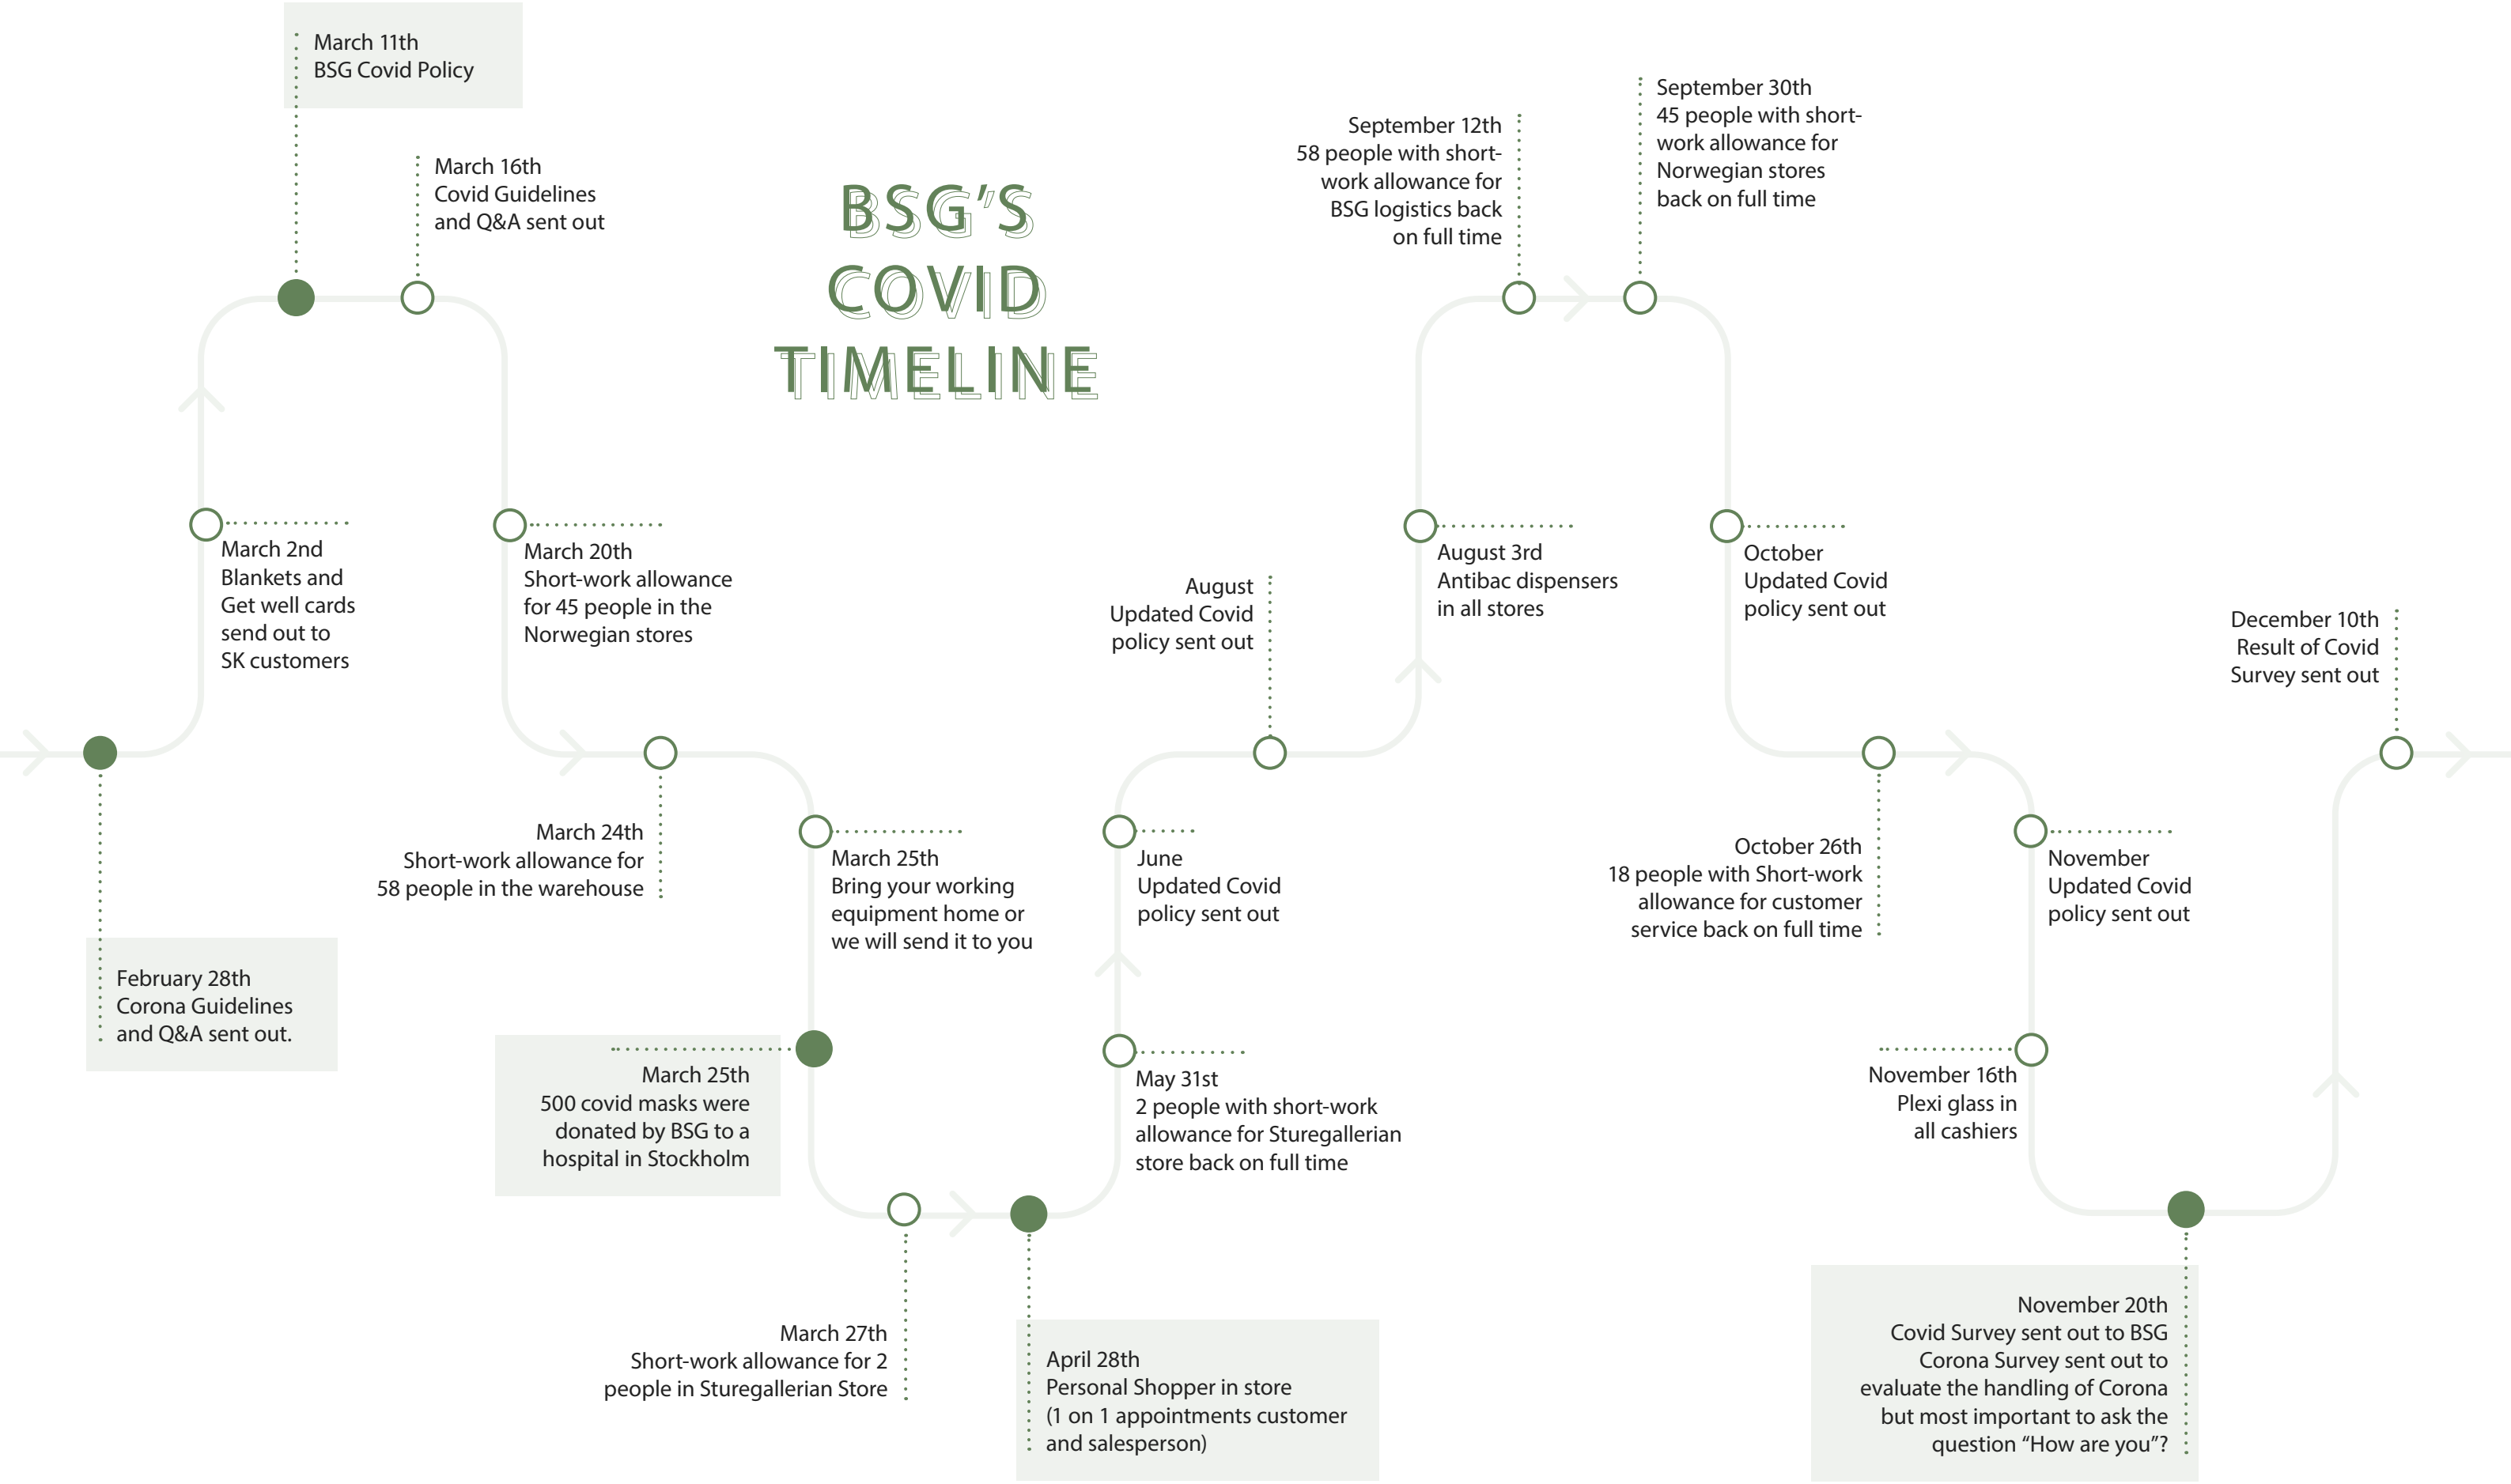 BSG'S
COVID
TIMELINE
February 28th
Corona Guidelines
and Q&A sent out.
March 2nd
Blankets and
Get well cards
send out to
SK customers
March 11th
BSG Covid Policy
March 16th
Covid Guidelines
and Q&A sent out
March 20th
Short-work allowance
for 45 people in the
Norwegian stores
March 24th
Short-work allowance for
58 people in the warehouse
March 25th
Bring your working
equipment home or
we will send it to you
March 25th
500 covid masks were
donated by BSG to a
hospital in Stockholm
March 27th
Short-work allowance for 2
people in Sturegallerian Store
April 28th
Personal Shopper in store
(1 on 1 appointments customer
and salesperson)
May 31st
2 people with short-work
allowance for Sturegallerian
store back on full time
June
Updated Covid
policy sent out
August
Updated Covid
policy sent out
August 3rd
Antibac dispensers
in all stores
September 12th
58 people with short-
work allowance for
BSG logistics back
on full time
September 30th
45 people with short-
work allowance for
Norwegian stores
back on full time
October
Updated Covid
policy sent out
October 26th
18 people with Short-work
allowance for customer
service back on full time
November
Updated Covid
policy sent out
November 16th
Plexi glass in
all cashiers
November 20th
Covid Survey sent out to BSG
Corona Survey sent out to
evaluate the handling of Corona
but most important to ask the
question “How are you”?
December 10th
Result of Covid
Survey sent out